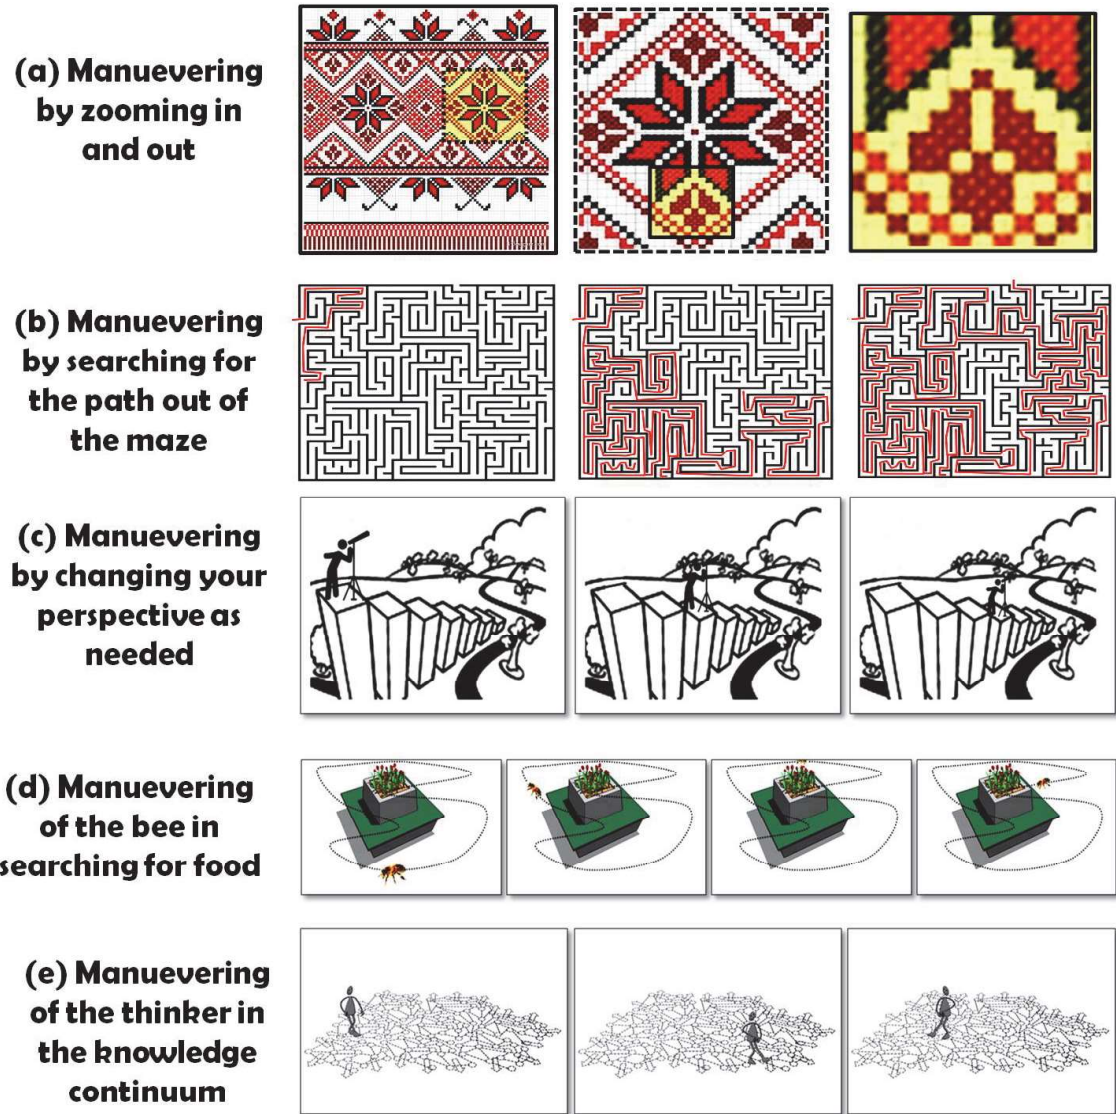 (a) Manuevering
by zooming in
and out
(b) Manuevering
by searching for
the path out of
the maze
(c) Manuevering
by changing your
perspective as
needed
(d) Manuevering
of the bee in
searching for food
(e) Manuevering
of the thinker in
the knowledge
continuum